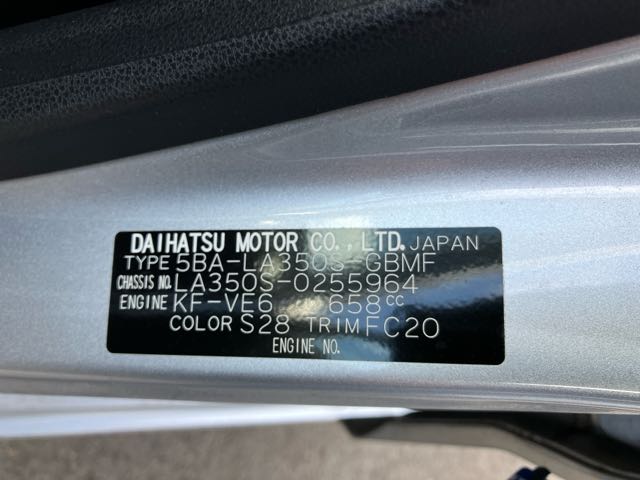 DAIHATSU MOTOR CO.,LTD. JAPAN
TYPE 5BA-LA350S-GBMF
CHASSIS NO. LA350S-0255964
ENGINE KF-VE6 658cc
COLOR S28 TRIM FC20
ENGINE NO.